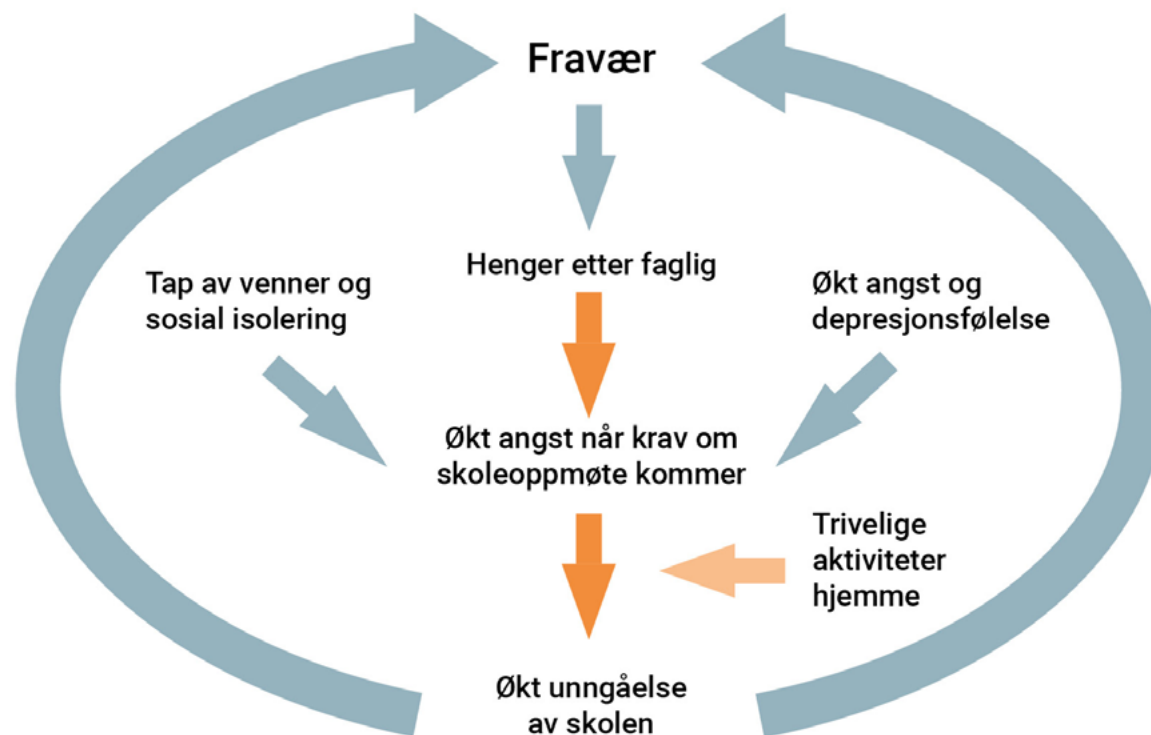 Fravær
Henger etter faglig
Tap av venner og
sosial isolering
Økt angst og
depresjonsfølelse
Økt angst når krav om
skoleoppmøte kommer
Trivelige
aktiviteter
hjemme
Økt unngåelse
av skolen